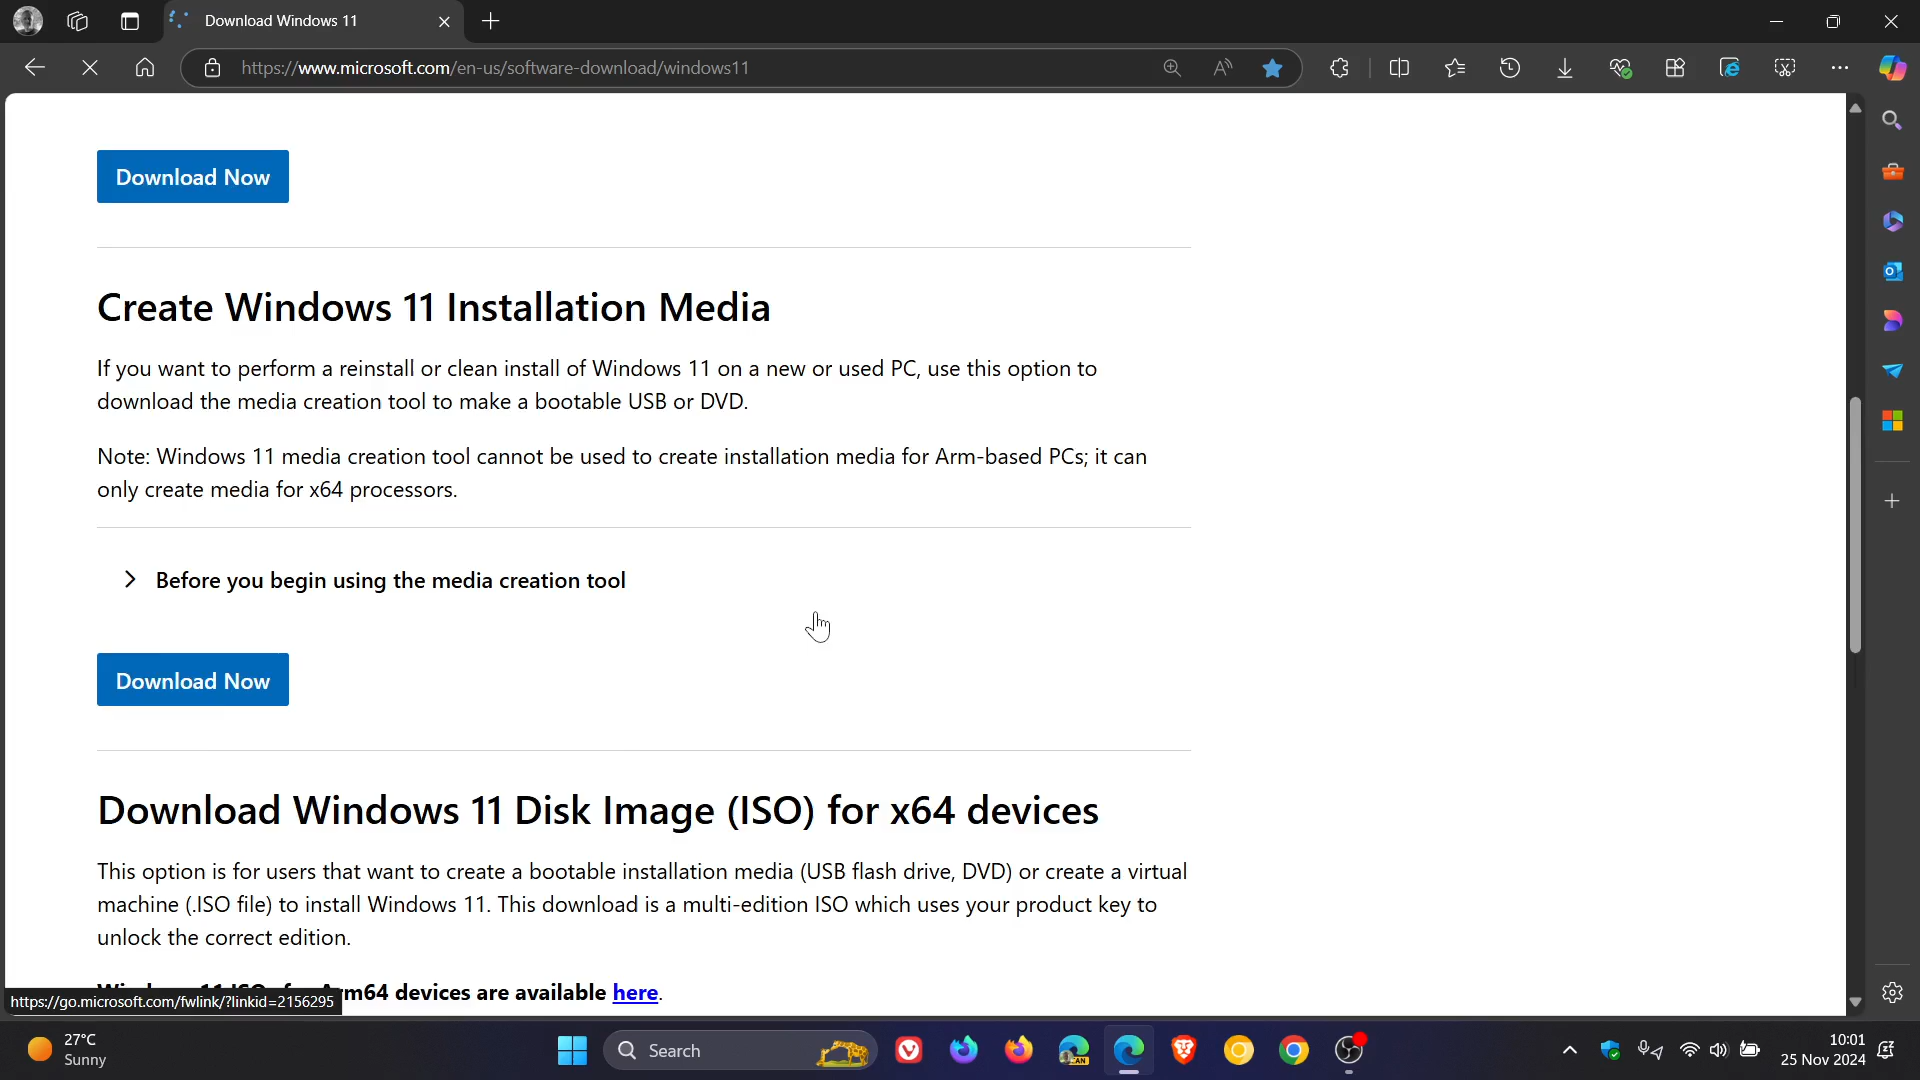 Download Windows 11
https://www.microsoft.com/en-us/software-download/windows11
Download Now
Create Windows 11 Installation Media
If you want to perform a reinstall or clean install of Windows 11 on a new or used PC, use this option to
download the media creation tool to make a bootable USB or DVD.
Note: Windows 11 media creation tool cannot be used to create installation media for Arm-based PCs; it can
only create media for x64 processors.
Before you begin using the media creation tool
Download Now
Download Windows 11 Disk Image (ISO) for x64 devices
This option is for users that want to create a bootable installation media (USB flash drive, DVD) or create a virtual
machine (.ISO file) to install Windows 11. This download is a multi-edition ISO which uses your product key to
unlock the correct edition.
m64 devices are available here.
https://go.microsoft.com/fwlink/?linkid=2156295
27°C
Sunny
Search
CAN
10:01
25 Nov 2024